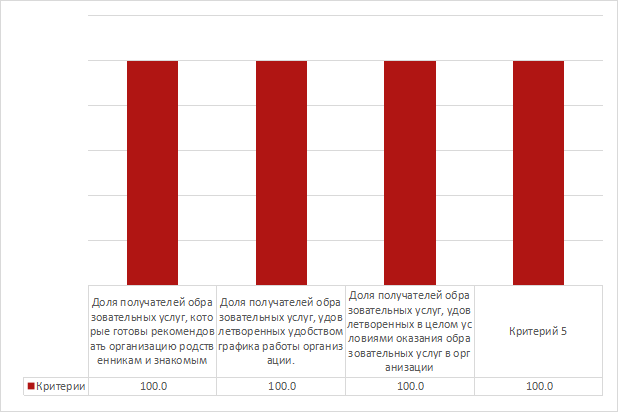 Доля получателей обра
зовательных услуг, кото
рые готовы рекомендов
ать организацию родств
енникам и знакомым
Доля получателей обра
зовательных услуг, удов
летворенных удобством
графика работы организ
ации.
Доля получателей обра
зовательных услуг, удов
летворенных в целом ус
ловиями оказания обра
зовательных услуг в орг
анизации
Критерий 5
Критерии 100.0 100.0 100.0 100.0